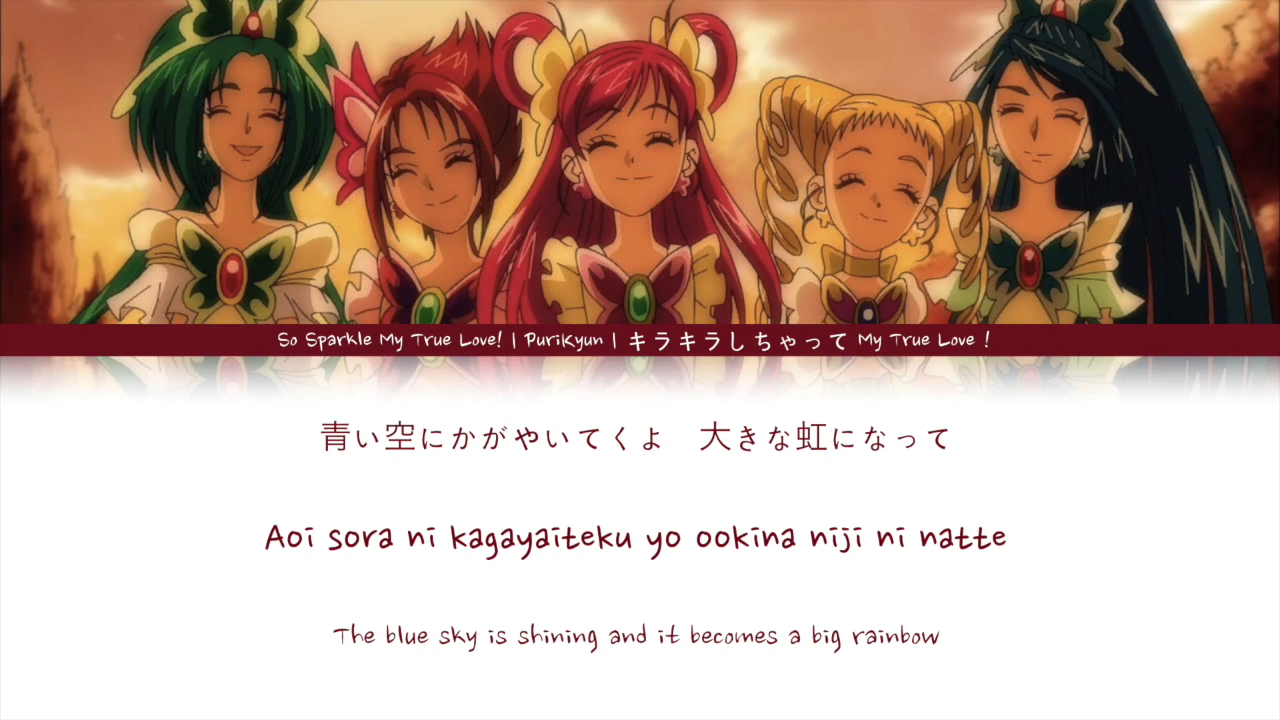 So Sparkle My True Love! | PuriKyun | キラキラしちゃって My True Love !
青い空にかがやいてくよ　大きな虹になって
Aoi sora ni kagayaiteku yo ookina niji ni natte
The blue sky is shining and it becomes a big rainbow